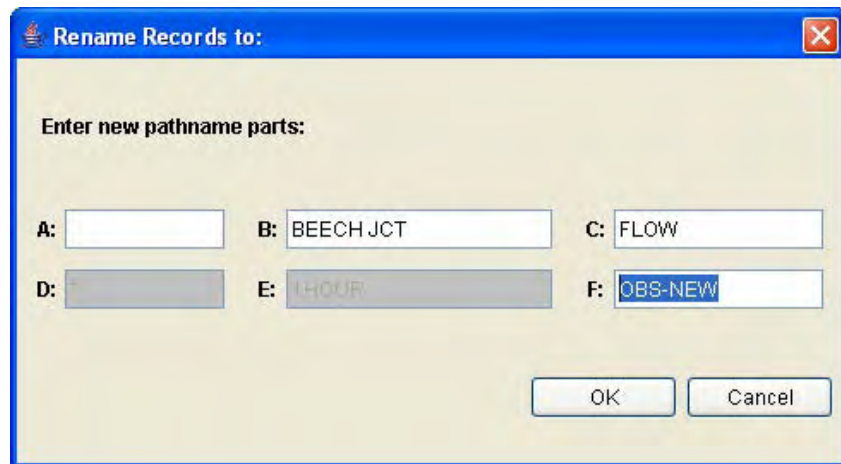 Rename Records to:
Enter new pathname parts:
A: B: BEECH JCT C: FLOW
D: * E: 1HOUR F: OBS-NEW
OK Cancel